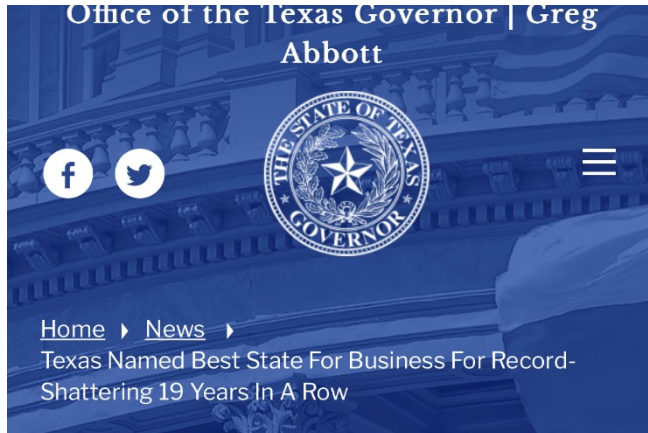 Office of the Texas Governor | Greg
Abbott
THE STATE OF TEXAS
GOVERNOR
Home News
Texas Named Best State For Business For Record-
Shattering 19 Years In A Row